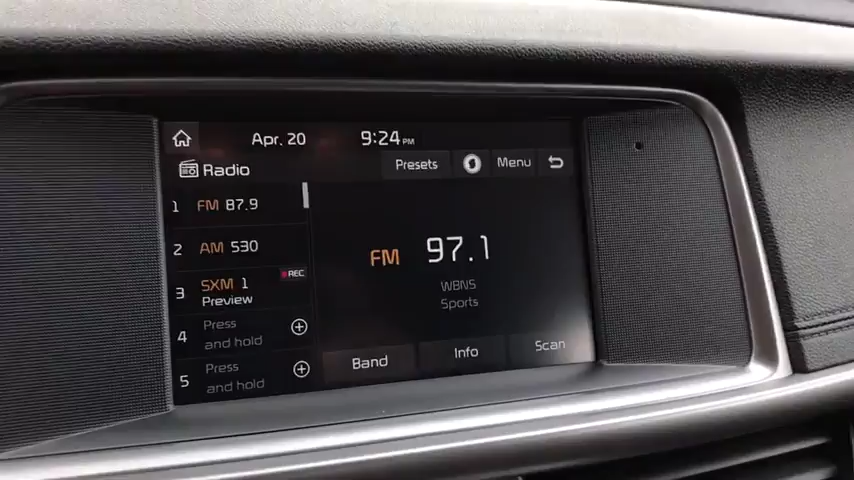 Apr. 20
9:24 PM
Radio
Presets
Menu
1 FM 87.9
2 AM 530
3 SXM 1
REC
Preview
4 Press
and hold
5 Press
and hold
FM 97.1
WBNS
Sports
Band
Info
Scan